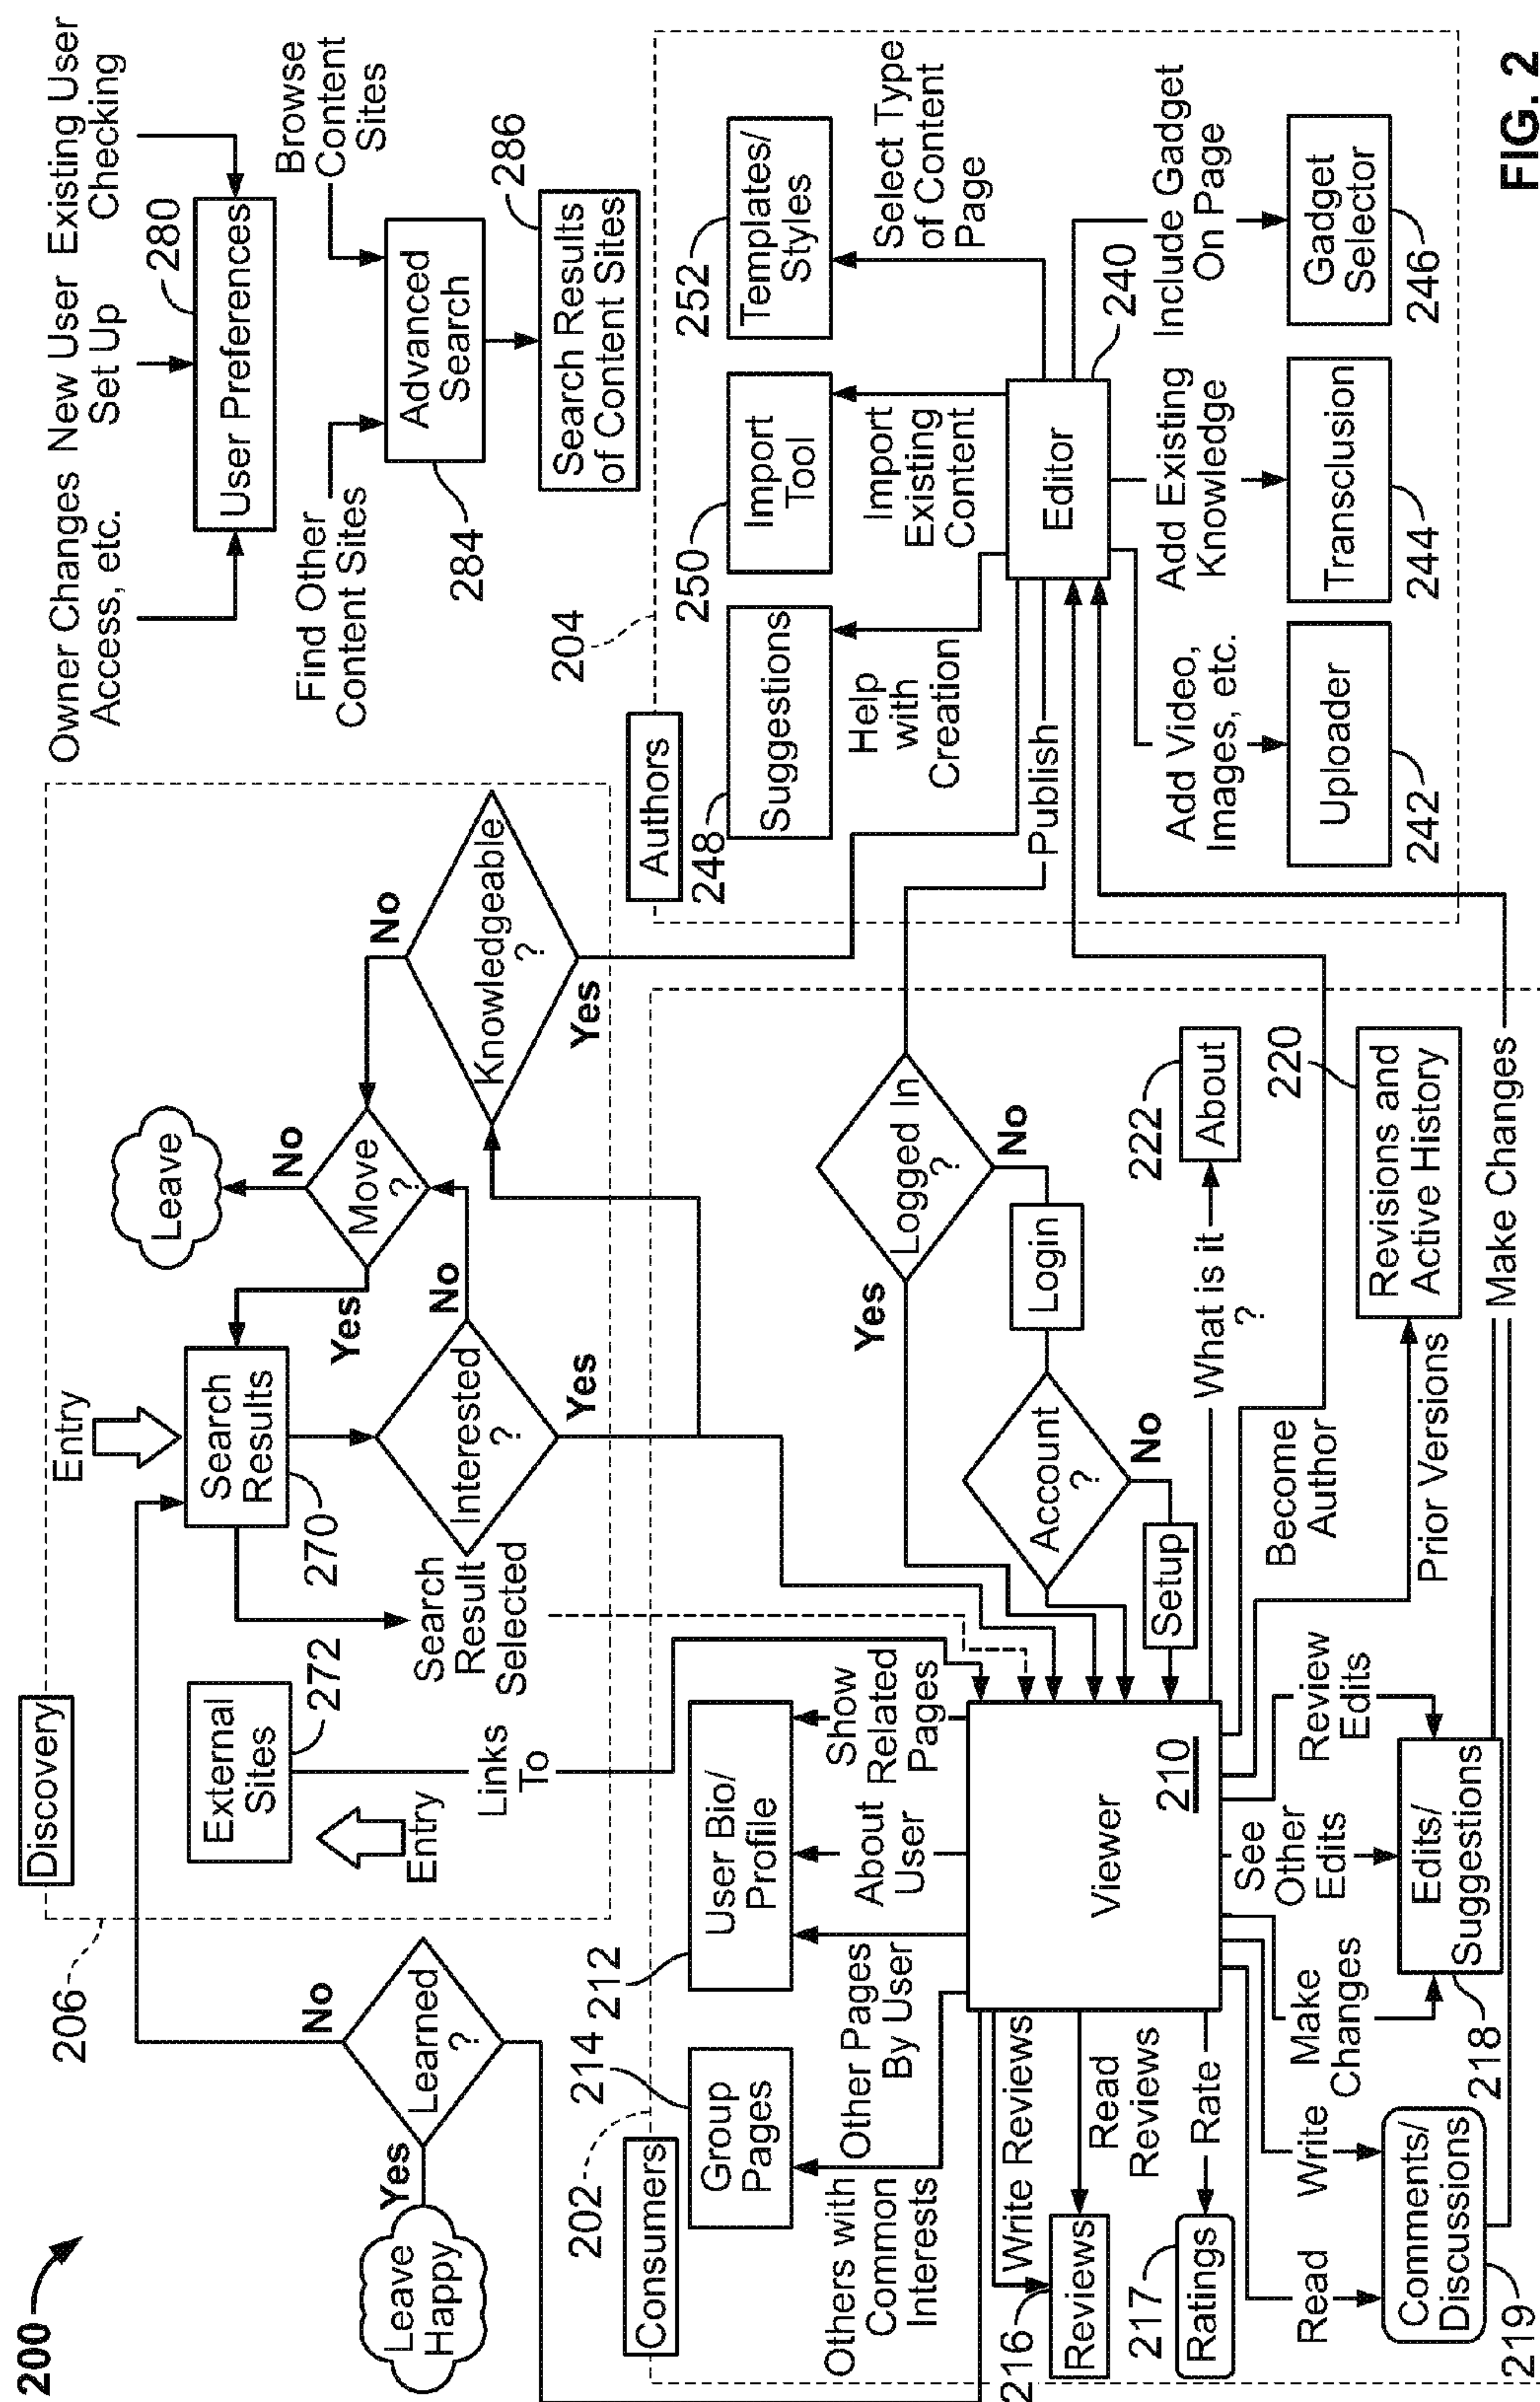 200
206
Discovery
Entry
External
Sites
272
Entry
Links
To
Search
Results
270
Search
Result
Selected
Interested
?
Yes
No
Move
?
Yes
No
Leave
Knowledgeable
?
No
Yes
Learned
?
No
Yes
Leave
Happy
Owner Changes
Access, etc.
New User
Set Up
Existing User
Checking
280
User Preferences
Find Other
Content Sites
Browse
Content
Sites
284
Advanced
Search
286
Search Results
of Content Sites
202
Consumers
214
Group
Pages
212
User Bio/
Profile
Others with
Common
Interests
Other Pages
By User
About
User
Show
Related
Pages
Viewer
210
Write Reviews
Read
Reviews
Rate
216
Reviews
217
Ratings
Read
Write
Comments/
Discussions
219
Make
Changes
See
Other
Edits
Review
Edits
Edits/
Suggestions
218
Logged In
?
Yes
No
Login
Account
?
No
Setup
What is it
?
222
About
Become
Author
Prior Versions
220
Revisions and
Active History
Make Changes
204
Authors
248
Suggestions
250
Import
Tool
252
Templates/
Styles
Help
with
Creation
Import
Existing
Content
Select Type
of Content
Page
Publish
Editor
240
Add Video,
Images, etc.
Add Existing
Knowledge
Include Gadget
On Page
Uploader
242
Transclusion
244
Gadget
Selector
246
FIG. 2